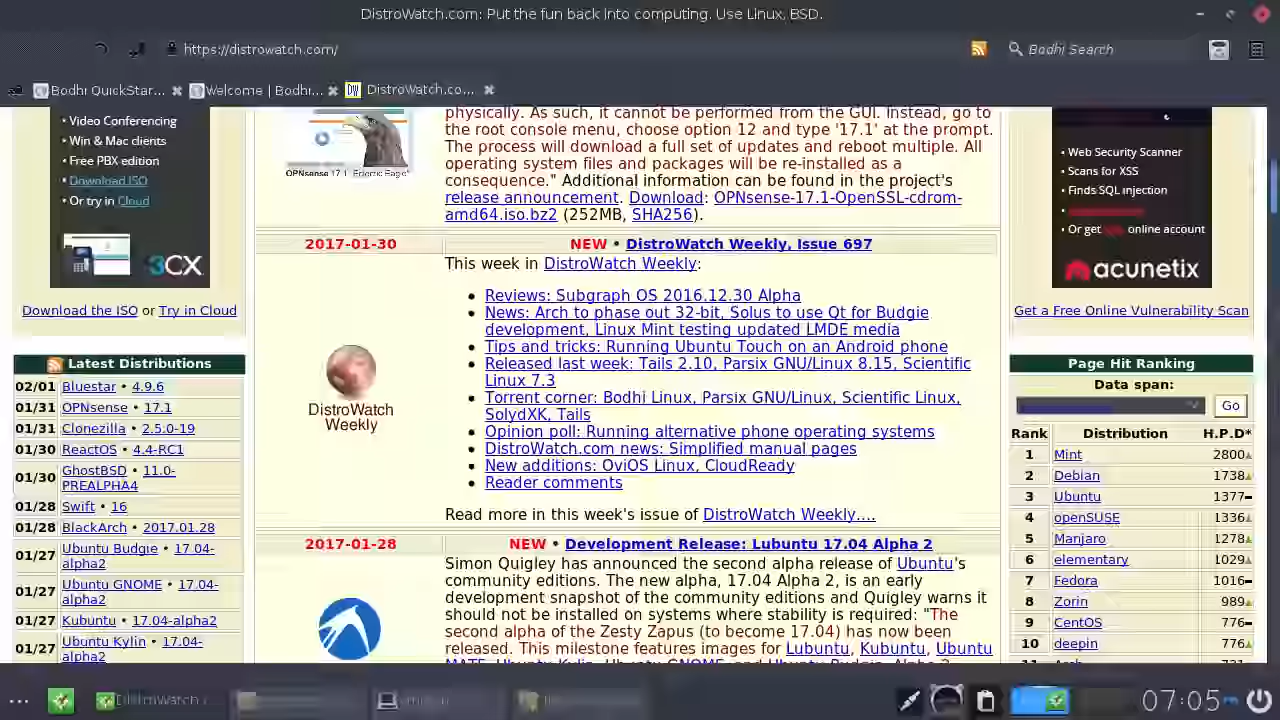 DistroWatch.com: Put the fun back into computing. Use Linux, BSD.
https://distrowatch.com/
Bodhi Search
Bodhi QuickStar...
Welcome | Bodhi...
DistroWatch.co...
• Video Conferencing
• Win & Mac clients
• Free PBX edition
• Download ISO
• Or try in Cloud
3CX
Download the ISO or Try in Cloud
Latest Distributions
02/01 Bluestar • 4.9.6
01/31 OPNsense • 17.1
01/31 Clonezilla • 2.5.0-19
01/30 ReactOS • 4.4-RC1
01/30 GhostBSD • 11.0-
PREALPHA4
01/28 Swift • 16
01/28 BlackArch • 2017.01.28
01/27 Ubuntu Budgie • 17.04-
alpha2
01/27 Ubuntu GNOME • 17.04-
alpha2
01/27 Kubuntu • 17.04-alpha2
01/27 Ubuntu Kylin • 17.04-
alpha2
OPNsense 17.1 "Eclectic Eagle"
physically. As such, it cannot be performed from the GUI. Instead, go to
the root console menu, choose option 12 and type '17.1' at the prompt.
The process will download a full set of updates and reboot multiple. All
operating system files and packages will be re-installed as a
consequence." Additional information can be found in the project's
release announcement. Download: OPNsense-17.1-OpenSSL-cdrom-
amd64.iso.bz2 (252MB, SHA256).
2017-01-30
NEW • DistroWatch Weekly, Issue 697
DistroWatch
Weekly
This week in DistroWatch Weekly:
• Reviews: Subgraph OS 2016.12.30 Alpha
• News: Arch to phase out 32-bit, Solus to use Qt for Budgie
development, Linux Mint testing updated LMDE media
• Tips and tricks: Running Ubuntu Touch on an Android phone
• Released last week: Tails 2.10, Parsix GNU/Linux 8.15, Scientific
Linux 7.3
• Torrent corner: Bodhi Linux, Parsix GNU/Linux, Scientific Linux,
SolydXK, Tails
• Opinion poll: Running alternative phone operating systems
• DistroWatch.com news: Simplified manual pages
• New additions: OviOS Linux, CloudReady
• Reader comments
Read more in this week's issue of DistroWatch Weekly....
2017-01-28
NEW • Development Release: Lubuntu 17.04 Alpha 2
Simon Quigley has announced the second alpha release of Ubuntu's
community editions. The new alpha, 17.04 Alpha 2, is an early
development snapshot of the community editions and Quigley warns it
should not be installed on systems where stability is required: "The
second alpha of the Zesty Zapus (to become 17.04) has now been
released. This milestone features images for Lubuntu, Kubuntu, Ubuntu
MATE, Ubuntu Kylin, Ubuntu GNOME, and Ubuntu Budgie. Alpha 2
• Web Security Scanner
• Scans for XSS
• Finds SQL injection
• Or get online account
acunetix
Get a Free Online Vulnerability Scan
Page Hit Ranking
Data span:
Go
Rank Distribution H.P.D*
1 Mint 2800
2 Debian 1738
3 Ubuntu 1377
4 openSUSE 1336
5 Manjaro 1278
6 elementary 1029
7 Fedora 1016
8 Zorin 989
9 CentOS 776
10 deepin 776
11 Arch 731
07:05 PM